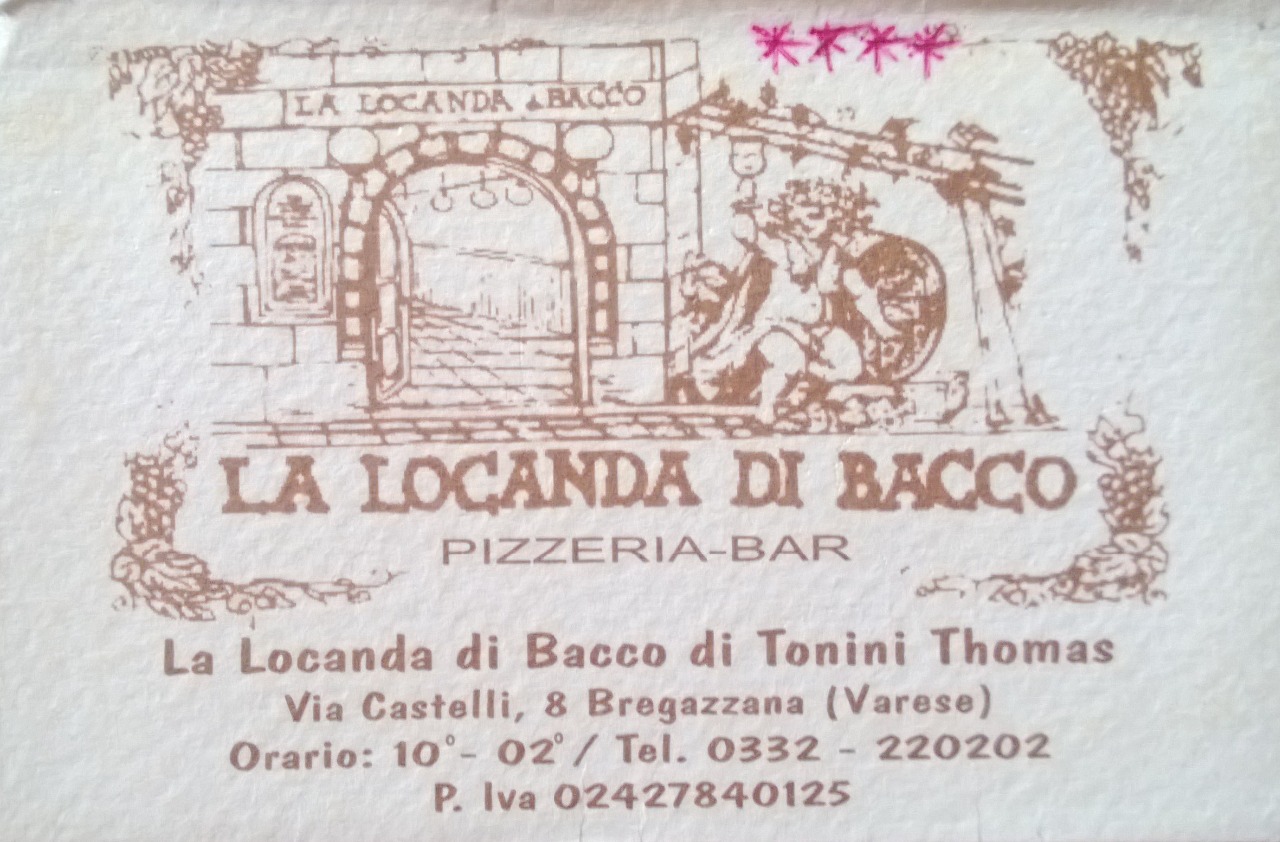 ****
LA LOCANDA di BACCO
LA LOCANDA DI BACCO
PIZZERIA-BAR
La Locanda di Bacco di Tonini Thomas
Via Castelli, 8 Bregazzana (Varese)
Orario: 10°- 02° / Tel. 0332 - 220202
P. Iva 02427840125